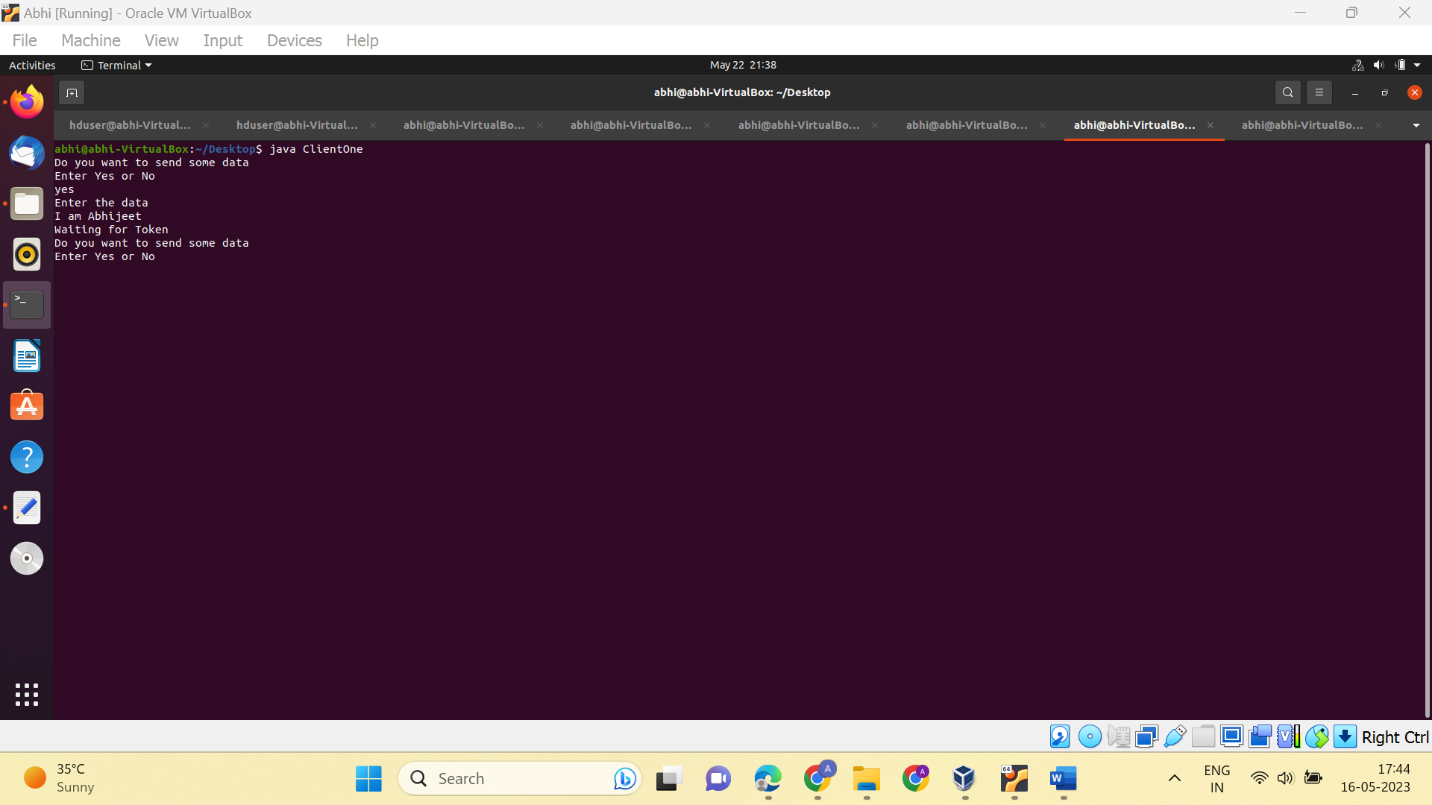 Abhi [Running] - Oracle VM VirtualBox
File Machine View Input Devices Help
Activities Terminal May 22 21:38
abhi@abhi-VirtualBox: ~/Desktop
hduser@abhi-Virtual... hduser@abhi-Virtual... abhi@abhi-VirtualBo... abhi@abhi-VirtualBo... abhi@abhi-VirtualBo... abhi@abhi-VirtualBo... abhi@abhi-VirtualBo... abhi@abhi-VirtualBo...
abhi@abhi-VirtualBox:~/Desktop$ java ClientOne
Do you want to send some data
Enter Yes or No
yes
Enter the data
I am Abhijeet
Waiting for Token
Do you want to send some data
Enter Yes or No
Right Ctrl
35°C
Sunny
Search
ENG
IN
17:44
16-05-2023